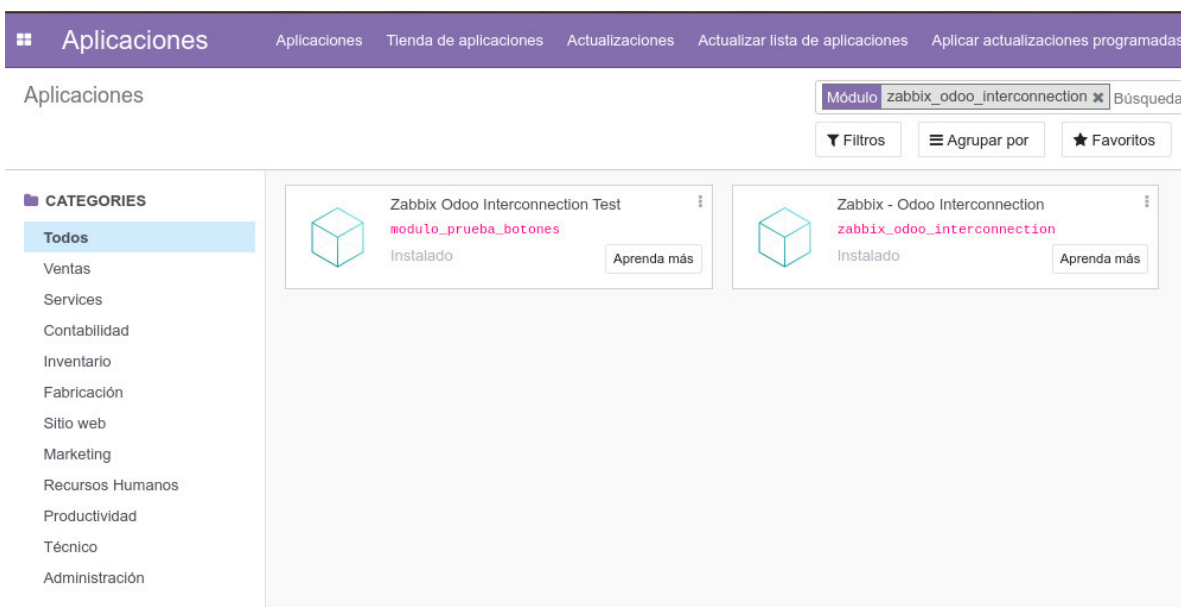 Aplicaciones Aplicaciones Tienda de aplicaciones Actualizaciones Actualizar lista de aplicaciones Aplicar actualizaciones programadas
Aplicaciones
Módulo zabbix_odoo_interconnection ✖ Búsqueda
Filtros Agrupar por Favoritos
CATEGORIES
Todos
Ventas
Services
Contabilidad
Inventario
Fabricación
Sitio web
Marketing
Recursos Humanos
Productividad
Técnico
Administración
Zabbix Odoo Interconnection Test
modulo_prueba_botones
Instalado Aprenda más
Zabbix - Odoo Interconnection
zabbix_odoo_interconnection
Instalado Aprenda más